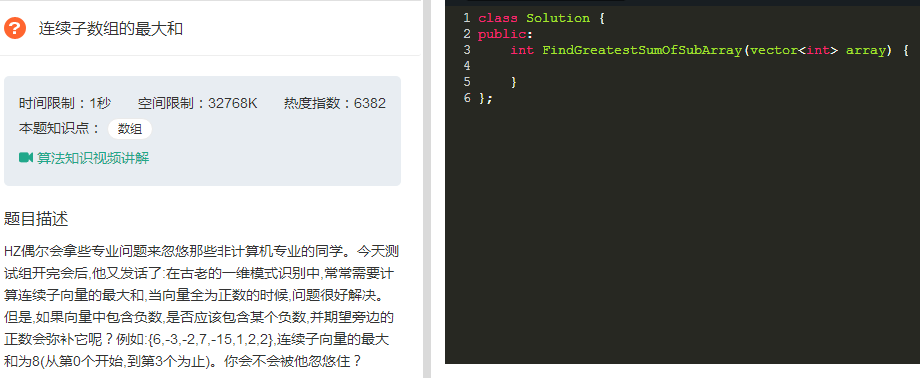 ? 连续子数组的最大和
时间限制：1秒 空间限制：32768K 热度指数：6382
本题知识点： 数组
算法知识视频讲解
题目描述
HZ偶尔会拿些专业问题来忽悠那些非计算机专业的同学。今天测
试组开完会后,他又发话了:在古老的一维模式识别中,常常需要计
算连续子向量的最大和,当向量全为正数的时候,问题很好解决。
但是,如果向量中包含负数,是否应该包含某个负数,并期望旁边的
正数会弥补它呢？例如:{6,-3,-2,7,-15,1,2,2},连续子向量的最大
和为8(从第0个开始,到第3个为止)。你会不会被他忽悠住？
1 class Solution {
2 public:
3     int FindGreatestSumOfSubArray(vector<int> array) {
4
5     }
6 };